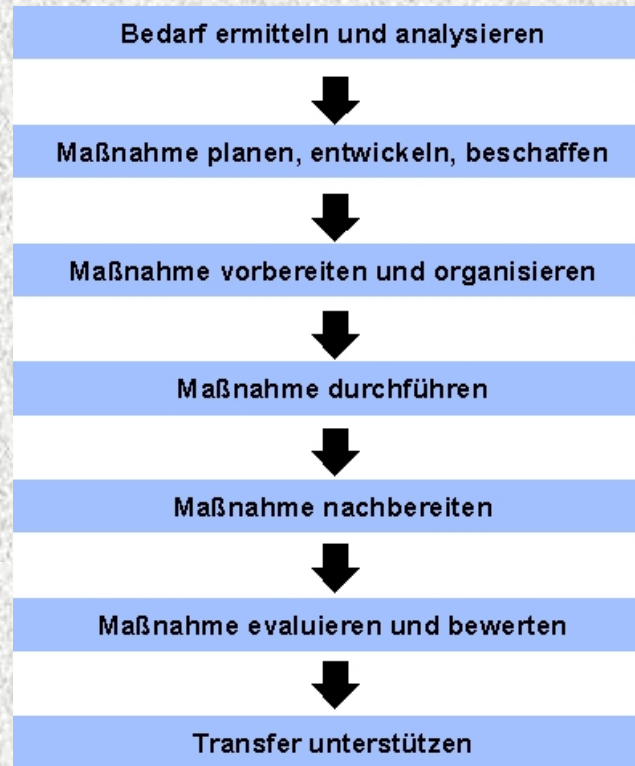 Bedarf ermitteln und analysieren
Maßnahme planen, entwickeln, beschaffen
Maßnahme vorbereiten und organisieren
Maßnahme durchführen
Maßnahme nachbereiten
Maßnahme evaluieren und bewerten
Transfer unterstützen